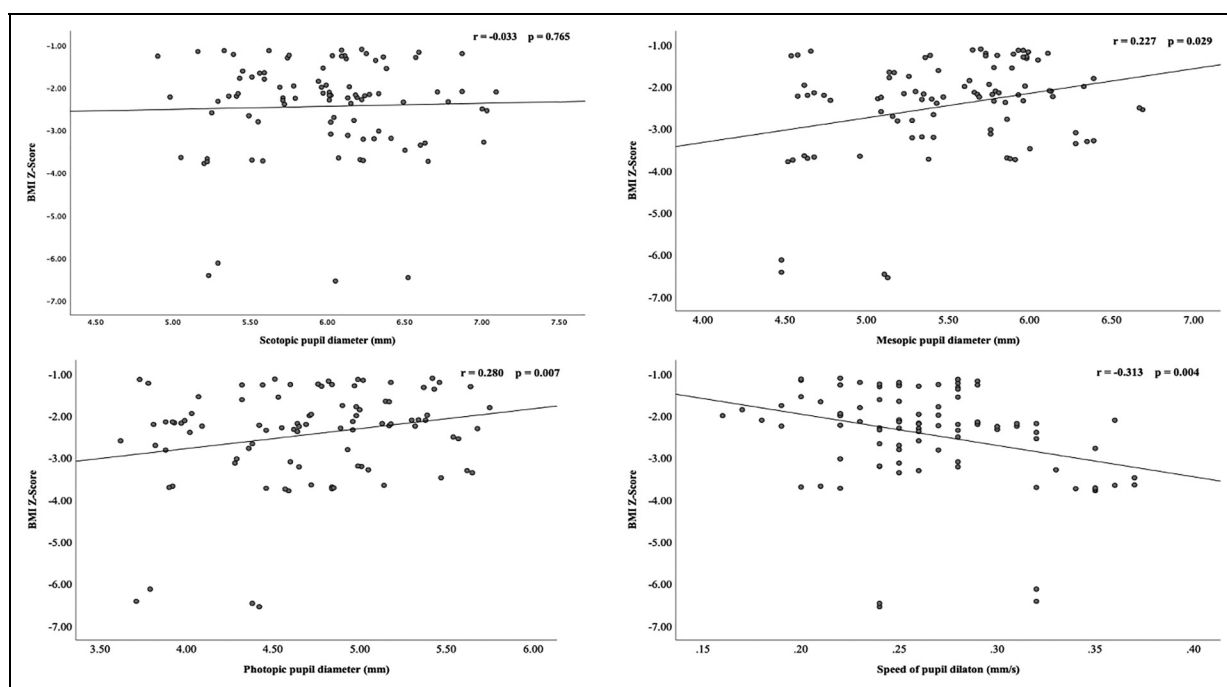 r = -0.033 p = 0.765
-1.00
-2.00
-3.00
-4.00
-5.00
-6.00
-7.00
BMI Z-Score
4.50 5.00 5.50 6.00 6.50 7.00 7.50
Scotopic pupil diameter (mm)
r = 0.227 p = 0.029
-1.00
-2.00
-3.00
-4.00
-5.00
-6.00
-7.00
BMI Z-Score
4.00 5.00 6.00 7.00
Mesopic pupil diameter (mm)
r = 0.280 p = 0.007
-1.00
-2.00
-3.00
-4.00
-5.00
-6.00
-7.00
BMI Z-Score
3.50 4.00 5.00 6.00
Photopic pupil diameter (mm)
r = -0.313 p = 0.004
-1.00
-2.00
-3.00
-4.00
-5.00
-6.00
-7.00
BMI Z-Score
.15 .20 .25 .30 .35 .40
Speed of pupil dilaton (mm/s)